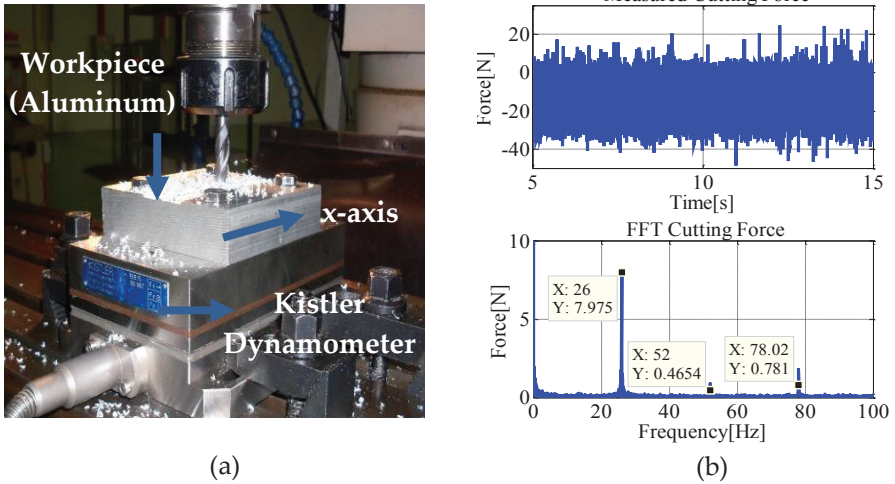 Workpiece
(Aluminum)
x-axis
KISTLER
Kistler
Dynamometer
(a)
Measured Cutting Force
20
0
-20
-40
Force[N]
5
10
15
Time[s]
FFT Cutting Force
10
5
0
Force[N]
X: 26
Y: 7.975
X: 52
Y: 0.4654
X: 78.02
Y: 0.781
0
20
40
60
80
100
Frequency[Hz]
(b)